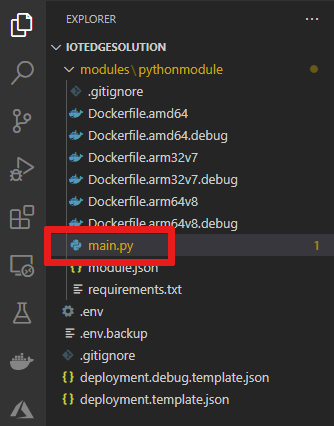 EXPLORER
IOTEDGESOLUTION
modules\pythonmodule
.gitignore
Dockerfile.amd64
Dockerfile.amd64.debug
Dockerfile.arm32v7
Dockerfile.arm32v7.debug
Dockerfile.arm64v8
Dockerfile.arm64v8.debug
main.py 1
module.json
requirements.txt
.env
.env.backup
.gitignore
deployment.debug.template.json
deployment.template.json